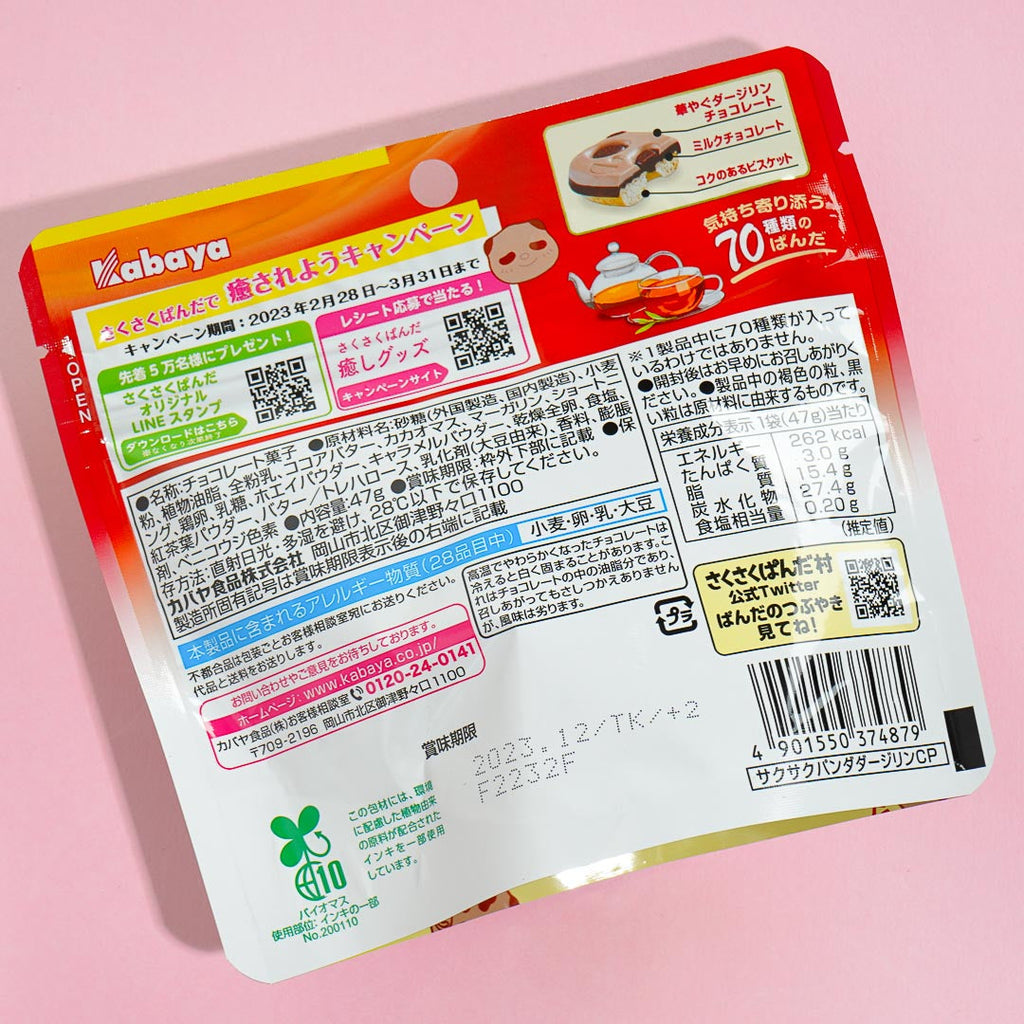 華やぐダージリン
チョコレート
ミルクチョコレート
コクのあるビスケット
気持ち寄り添う
70種類の
ぱんだ
Kabaya
さくさくぱんだで 癒されようキャンペーン
キャンペーン期間:2023年2月28日~3月31日まで
先着5万名様にプレゼント!
さくさくぱんだ
オリジナル
LINEスタンプ
ダウンロードはこちら
※なくなり次第終了
レシート応募で当たる!
さくさくぱんだ
癒しグッズ
キャンペーンサイト
OPEN
※1製品中に70種類が入って
いるわけではありません。
●開封後はお早めにお召しあがりく
ださい。●製品中の褐色の粒、黒
い粒は原材料に由来するものです。
栄養成分表示 1袋(47g)当たり
エネルギー 262 kcal
たんぱく質 3.0 g
脂質 15.4 g
炭水化物 27.4 g
食塩相当量 0.20 g
(推定値)
●名称:チョコレート菓子 ●原材料名:砂糖(外国製造、国内製造)、小麦
粉、植物油脂、全粉乳、ココアバター、カカオマス、マーガリン、ショートニ
ング、鶏卵、乳糖、ホエイパウダー、キャラメルパウダー、乾燥全卵、食塩、
紅茶葉パウダー、バター/トレハロース、乳化剤(大豆由来)、香料、膨脹
剤、ベニコウジ色素 ●内容量:47g ●賞味期限:枠外下部に記載 ●保
存方法:直射日光・多湿を避け、28℃以下で保存してください。
カバヤ食品株式会社 岡山市北区御津野々口1100
製造所固有記号は賞味期限表示後の右端に記載
本製品に含まれるアレルギー物質(28品目中) 小麦・卵・乳・大豆
不都合品は包装ごとお客様相談室宛にお送りください。
代品と送料をお送りします。
高温でやわらかくなったチョコレートは
冷えると白く固まることがあります。こ
れはチョコレートの中の油脂分であり、
召しあがってもさしつかえありません
が、風味は劣ります。
プラ
さくさくぱんだ村
公式Twitter
ぱんだのつぶやき
見てね!
お問い合わせやご意見をお待ちしております。
ホームページ:www.kabaya.co.jp/
カバヤ食品(株)お客様相談室 0120-24-0141
〒709-2196 岡山市北区御津野々口1100
賞味期限
2023.12/TK/+2
F2232F
4 901550 374879
サクサクパンダダージリンCP
この包材には、環境
に配慮した植物由来
の原料が配合された
インキを一部使用
しています。
10
バイオマス
使用部位:インキの一部
No.200110